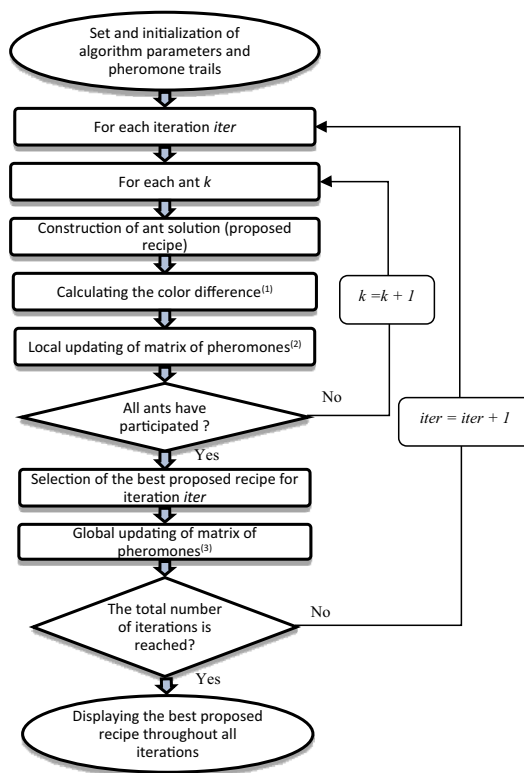 Set and initialization of
algorithm parameters and
pheromone trails
For each iteration iter
For each ant k
Construction of ant solution (proposed
recipe)
Calculating the color difference(1)
k =k + 1
Local updating of matrix of pheromones(2)
No
All ants have
participated ?
iter = iter + 1
Yes
Selection of the best proposed recipe for
iteration iter
Global updating of matrix of
pheromones(3)
No
The total number
of iterations is
reached?
Yes
Displaying the best proposed
recipe throughout all
iterations